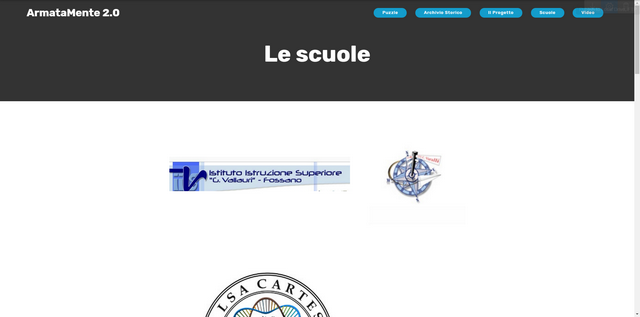 ArmataMente 2.0
Puzzle
Archivio Storico
Il Progetto
Scuole
Video
Le scuole
Istituto Istruzione Superiore
"G. Vallauri" - Fossano
LSA CARTES